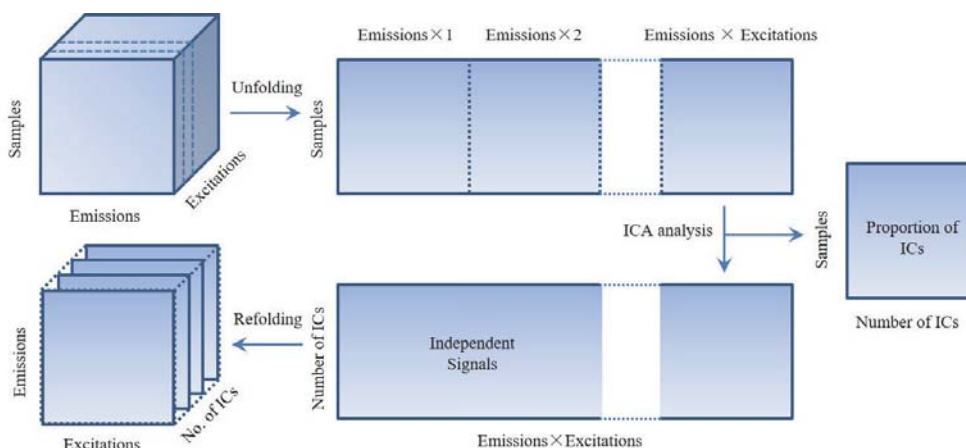 Emissions×1
Emissions×2
Emissions × Excitations
Samples
Unfolding
Samples
Excitations
Emissions
ICA analysis
Samples
Proportion of
ICs
Number of ICs
Emissions
Refolding
Number of ICs
Independent
Signals
No. of ICs
Excitations
Emissions×Excitations